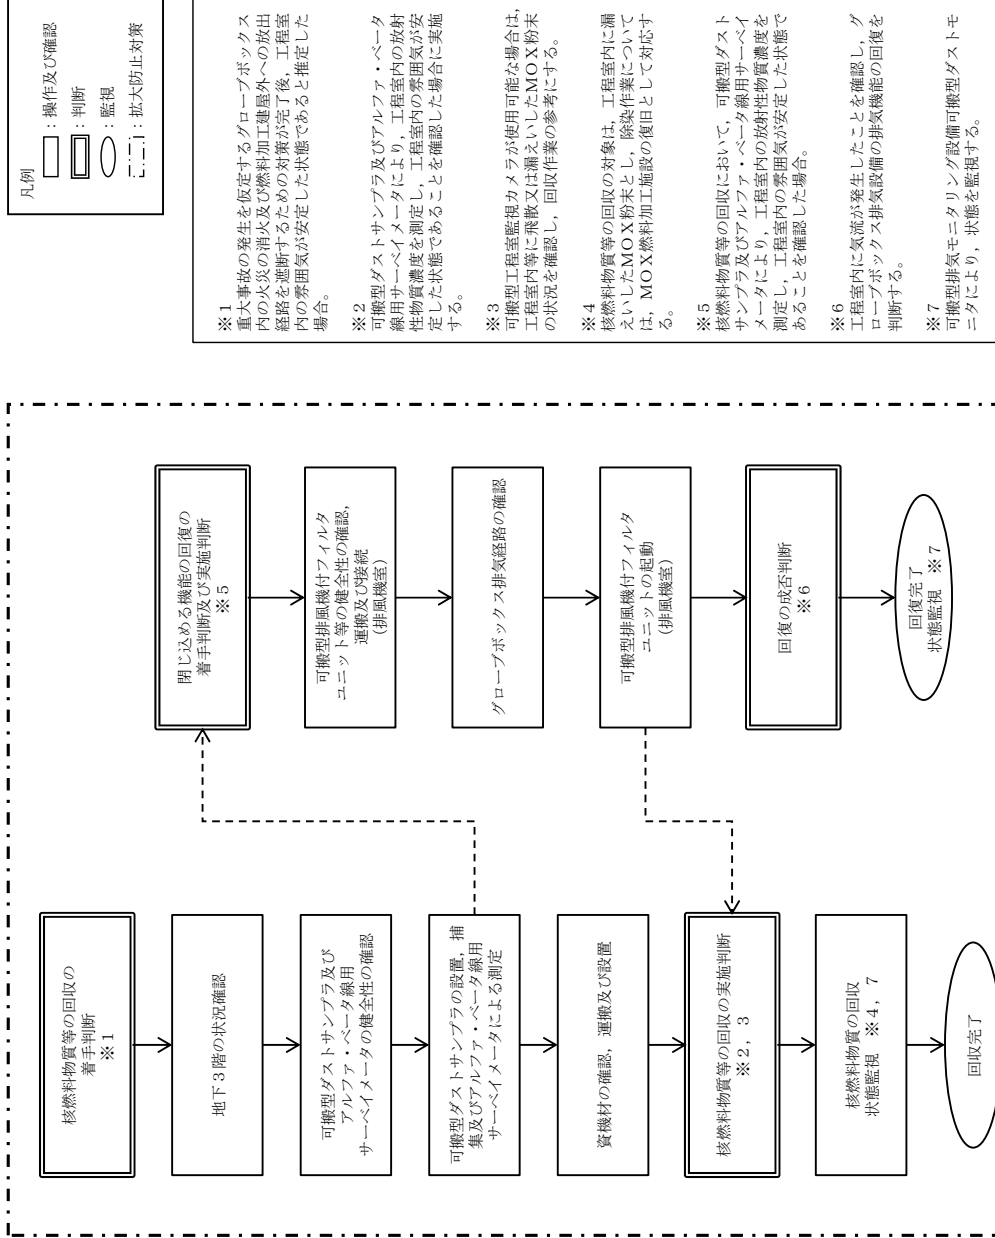 凡例
：操作及び確認
：判断
：監視
：拡大防止対策
核燃料物質等の回収の
着手判断
※１
地下３階の状況確認
可搬型ダストサンプラ及び
アルファ・ベータ線用
サーベイメータの健全性の確認
可搬型ダストサンプラの設置，捕
集及びアルファ・ベータ線用
サーベイメータによる測定
資機材の確認，運搬及び設置
核燃料物質等の回収の実施判断
※２，３
核燃料物質の回収
状態監視　※４，７
回収完了
閉じ込める機能の回復の
着手判断及び実施判断
※５
可搬型排風機付フィルタ
ユニット等の健全性の確認，
運搬及び接続
（排風機室）
グローブボックス排気経路の確認
可搬型排風機付フィルタ
ユニットの起動
（排風機室）
回復の成否判断
※６
回復完了
状態監視　※７
※１
重大事故の発生を仮定するグローブボックス
内の火災の消火及び燃料加工建屋外への放出
経路を遮断するための対策が完了後，工程室
内の雰囲気が安定した状態であると推定した
場合。
※２
可搬型ダストサンプラ及びアルファ・ベータ
線用サーベイメータにより，工程室内の放射
性物質濃度を測定し，工程室内の雰囲気が安
定した状態であることを確認した場合に実施
する。
※３
可搬型工程室監視カメラが使用可能な場合は，
工程室内等に飛散又は漏えいしたＭＯＸ粉末
の状況を確認し，回収作業の参考にする。
※４
核燃料物質等の回収の対象は，工程室内に漏
えいしたＭＯＸ粉末とし，除染作業について
は，ＭＯＸ燃料加工施設の復旧として対応す
る。
※５
核燃料物質等の回収において，可搬型ダスト
サンプラ及びアルファ・ベータ線用サーベイ
メータにより，工程室内の放射性物質濃度を
測定し，工程室内の雰囲気が安定した状態で
あることを確認した場合。
※６
工程室内に気流が発生したことを確認し，グ
ローブボックス排気設備の排気機能の回復を
判断する。
※７
可搬型排気モニタリング設備可搬型ダストモ
ニタにより，状態を監視する。